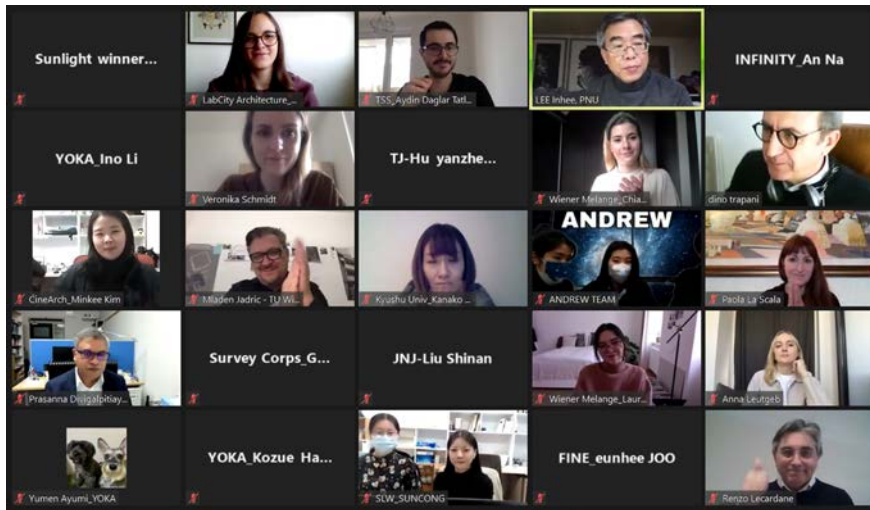 Sunlight winner...
LabCity Architecture_...
TSS_Aydin Daglar Tatl...
LEE Inhee, PNU
INFINITY_An Na
YOKA_Ino Li
Veronika Schmidt
TJ-Hu yanzhe...
Wiener Melange_Chia...
dino trapani
CineArch_Minkee Kim
Mladen Jadric - TU Wi...
Kyushu Univ_Kanako ...
ANDREW
ANDREW TEAM
Paola La Scala
Prasanna Divigalpitiay...
Survey Corps_G...
JNJ-Liu Shinan
Wiener Melange_Laur...
Anna Leutgeb
Yumen Ayumi_YOKA
YOKA_Kozue Ha...
SLW_SUNCONG
FINE_eunhee JOO
Renzo Lecardane